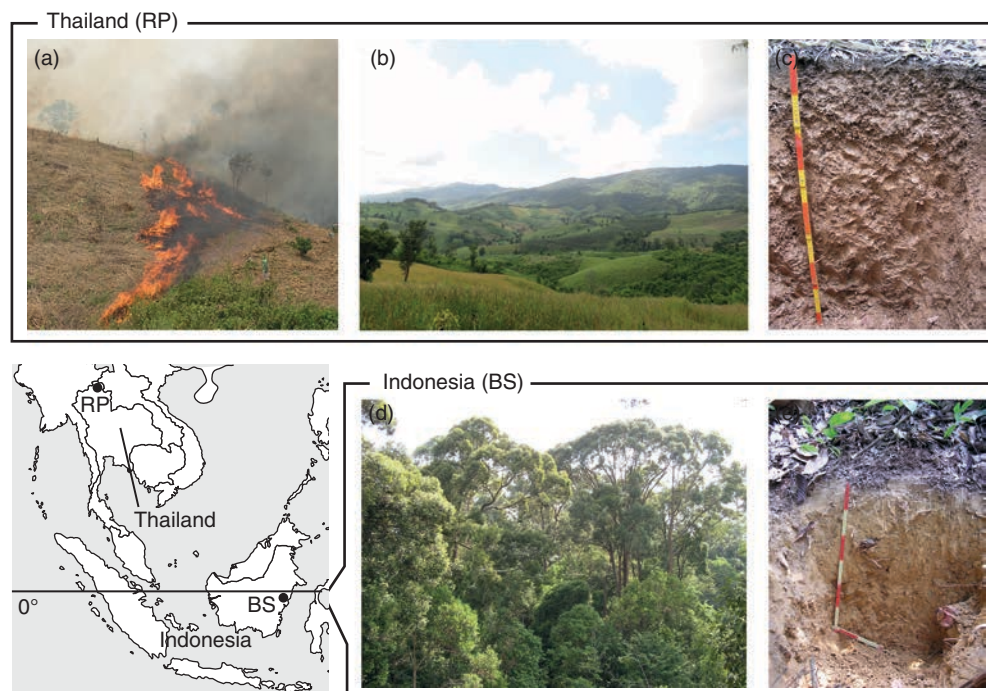 Thailand (RP)
(a)
(b)
(c)
RP
Thailand
0°
BS
Indonesia
Indonesia (BS)
(d)